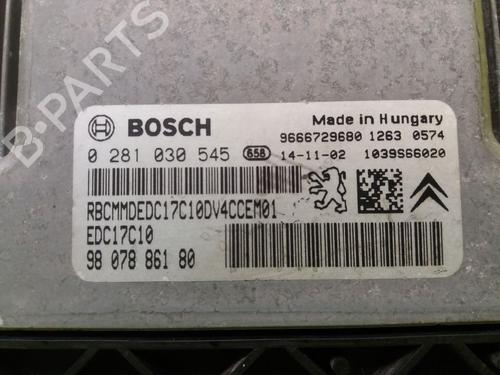 B-PARTS
BOSCH
Made in Hungary
9666729680 1263 0574
0 281 030 545 658 14-11-02 1039S66020
RBCMMDEDC17C10DV4CCEM01
EDC17C10
98 078 861 80